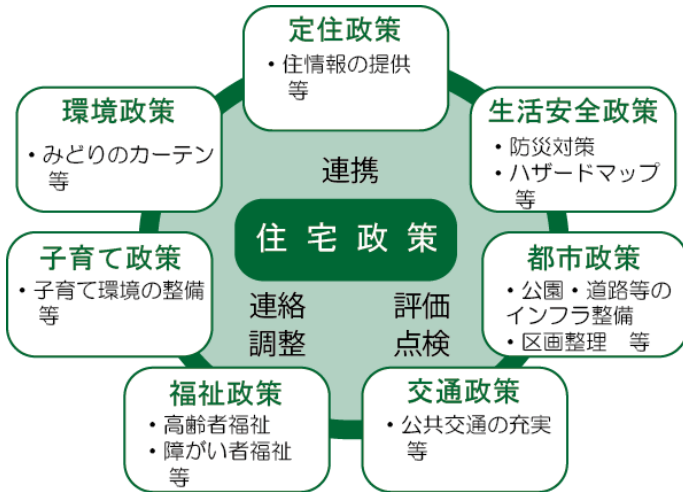 定住政策
・住情報の提供
等
環境政策
・みどりのカーテン
等
生活安全政策
・防災対策
・ハザードマップ
等
連携
住宅政策
子育て政策
・子育て環境の整備
等
都市政策
・公園・道路等の
インフラ整備
・区画整理　等
連絡
調整
評価
点検
福祉政策
・高齢者福祉
・障がい者福祉
等
交通政策
・公共交通の充実
等